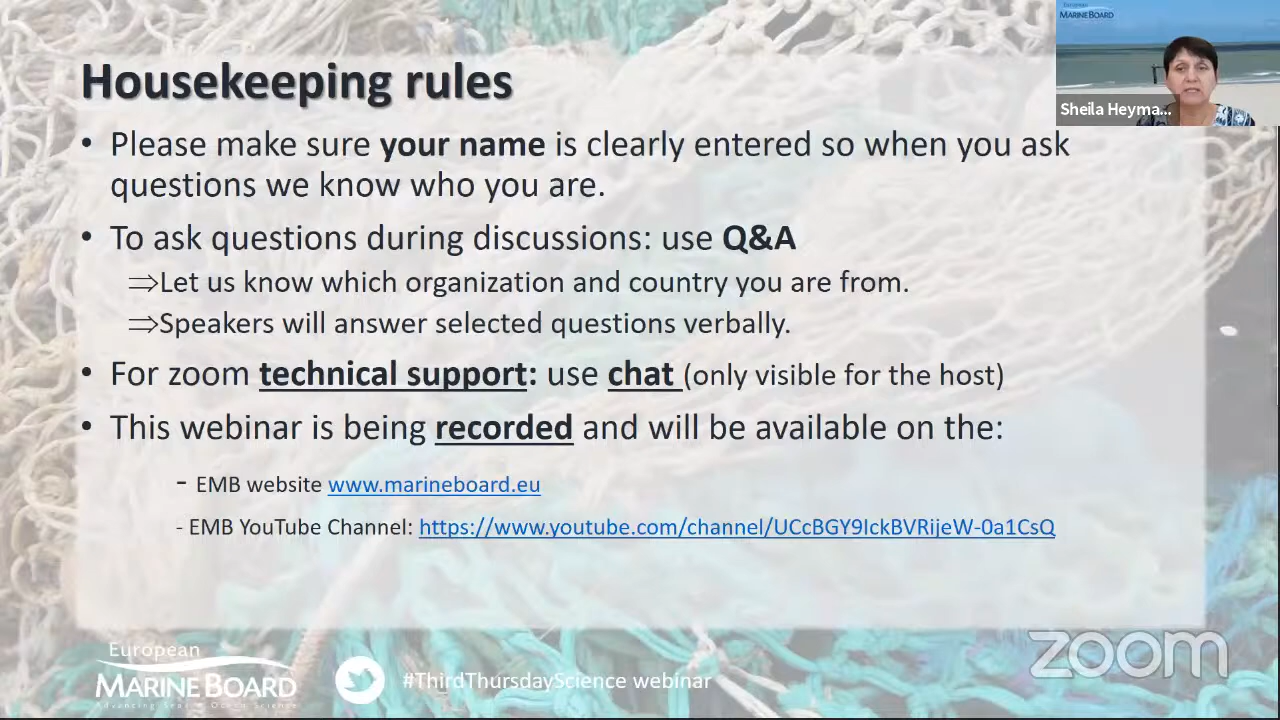 European
MARINE BOARD
Sheila Heyma...
Housekeeping rules
• Please make sure your name is clearly entered so when you ask
questions we know who you are.
• To ask questions during discussions: use Q&A
⇒Let us know which organization and country you are from.
⇒Speakers will answer selected questions verbally.
• For zoom technical support: use chat (only visible for the host)
• This webinar is being recorded and will be available on the:
- EMB website www.marineboard.eu
- EMB YouTube Channel: https://www.youtube.com/channel/UCcBGY9IckBVRijeW-0a1CsQ
European
MARINE BOARD
Advancing Seas & Ocean Science
#ThirdThursdayScience webinar
zoom